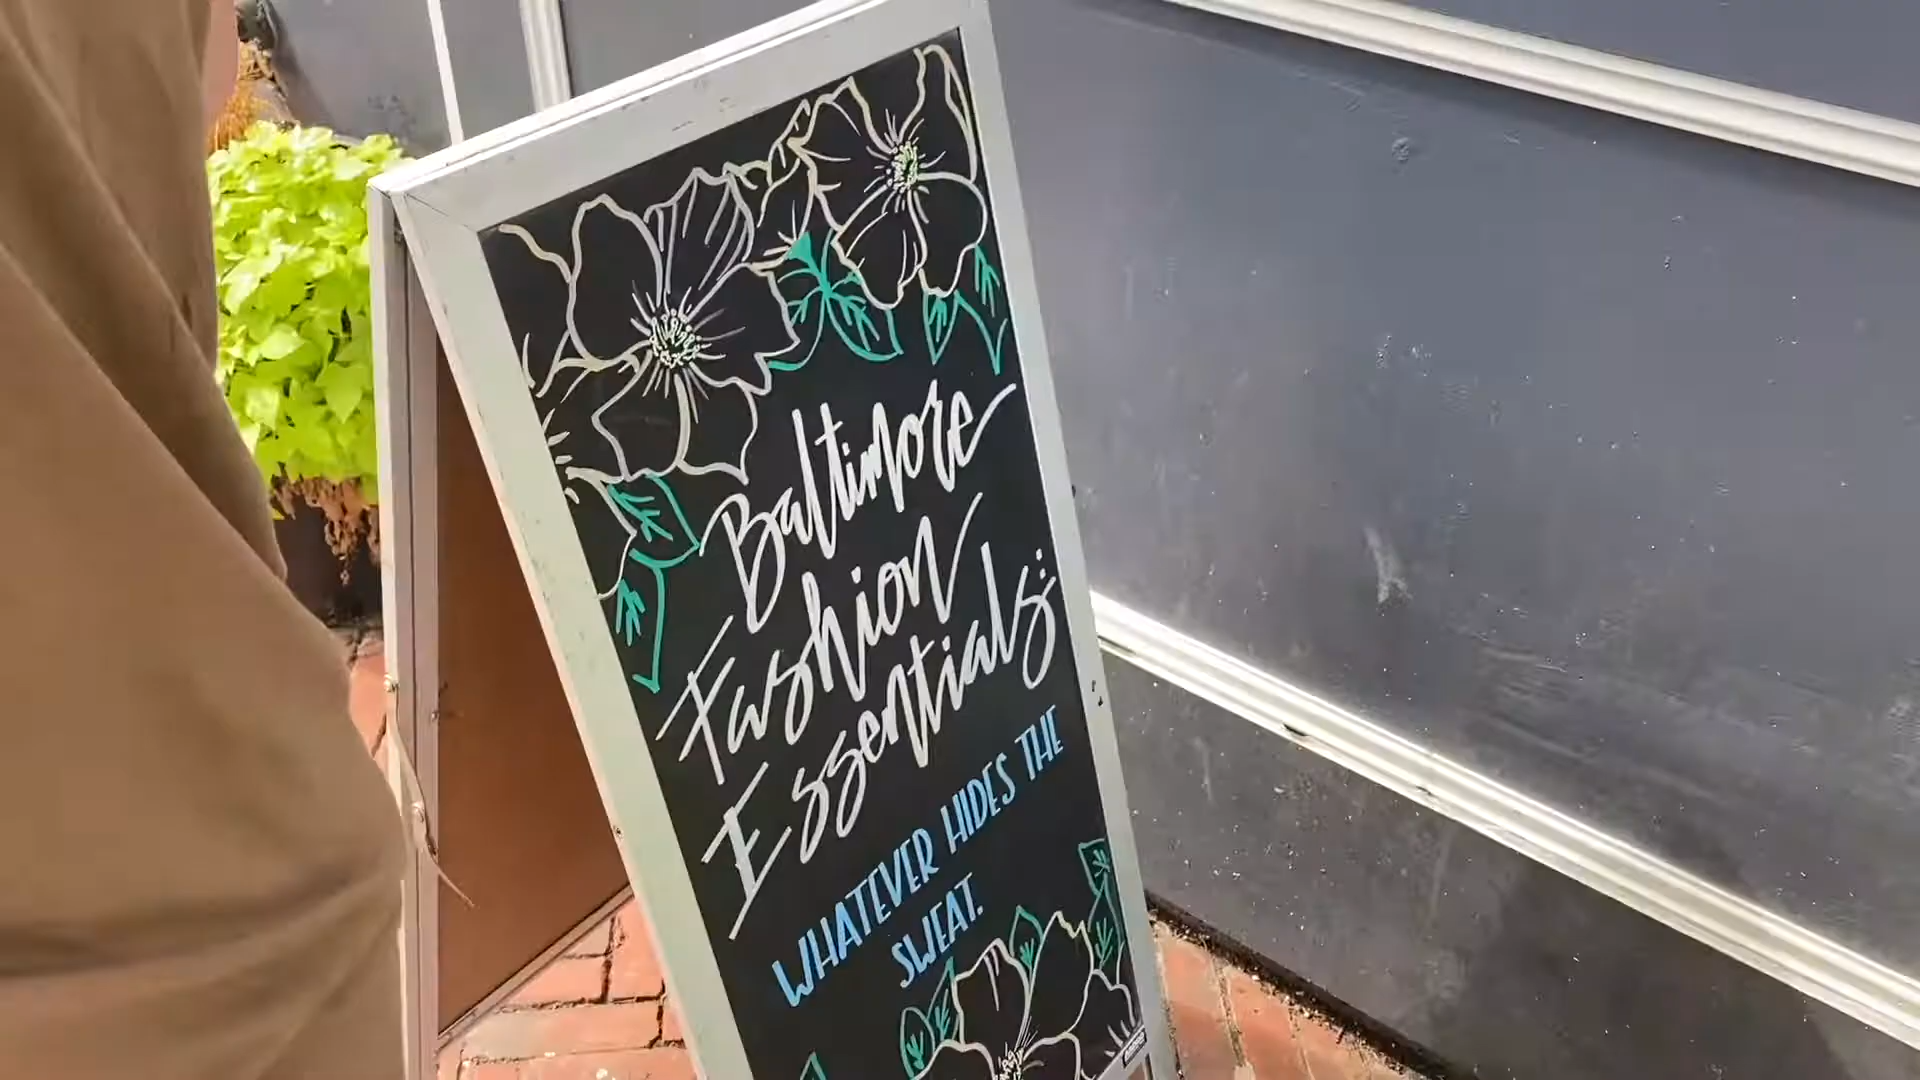 Baltimore
Fashion
Essentials:
WHATEVER HIDES THE
SWEAT.